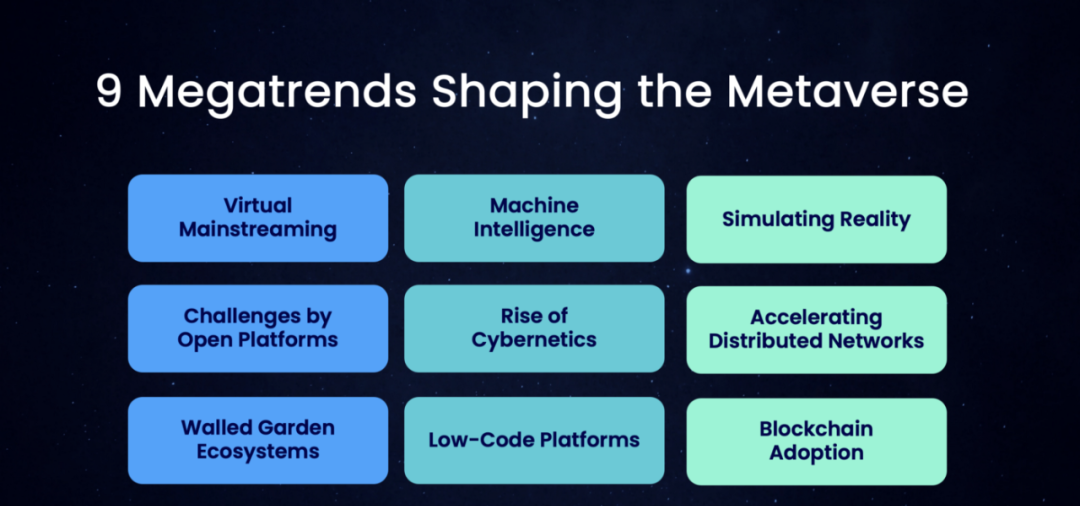 9 Megatrends Shaping the Metaverse
Virtual
Mainstreaming
Machine
Intelligence
Simulating Reality
Challenges by
Open Platforms
Rise of
Cybernetics
Accelerating
Distributed Networks
Walled Garden
Ecosystems
Low-Code Platforms
Blockchain
Adoption